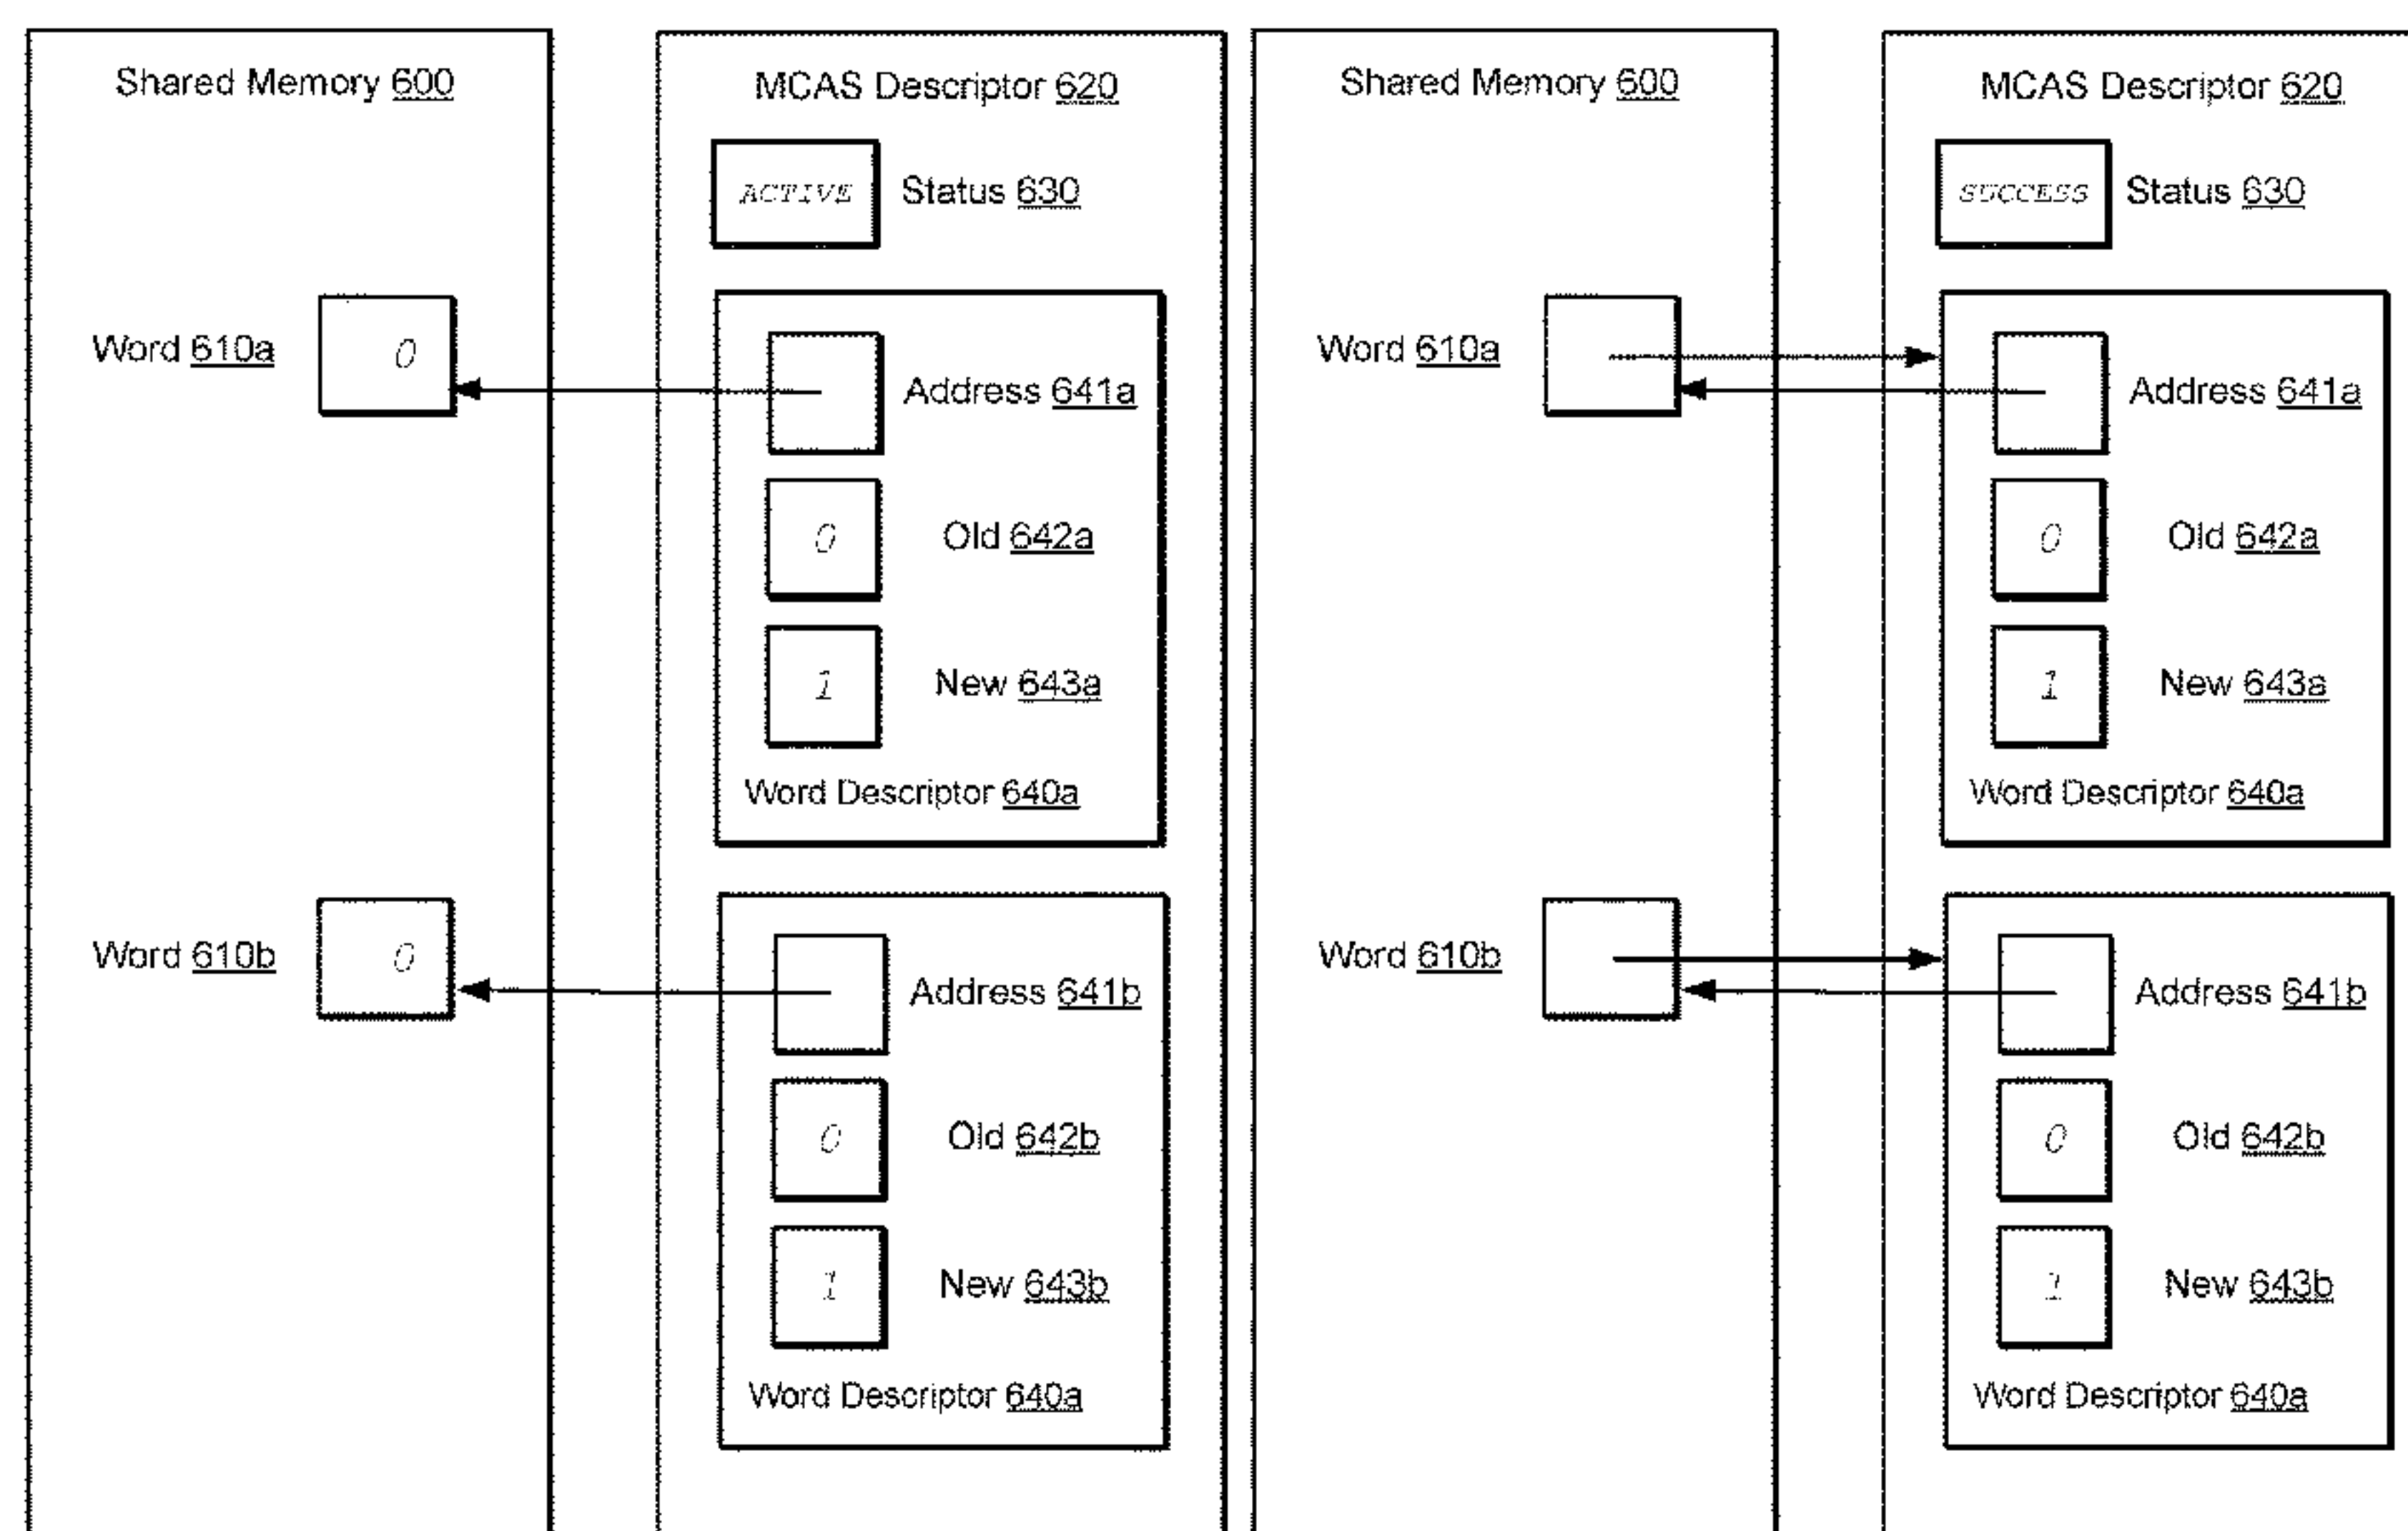 Shared Memory 600
MCAS Descriptor 620
ACTIVE
Status 630
Word 610a
0
Address 641a
0
Old 642a
1
New 643a
Word Descriptor 640a
Word 610b
0
Address 641b
0
Old 642b
1
New 643b
Word Descriptor 640a
Shared Memory 600
MCAS Descriptor 620
SUCCESS
Status 630
Word 610a
Address 641a
0
Old 642a
1
New 643a
Word Descriptor 640a
Word 610b
Address 641b
0
Old 642b
1
New 643b
Word Descriptor 640a